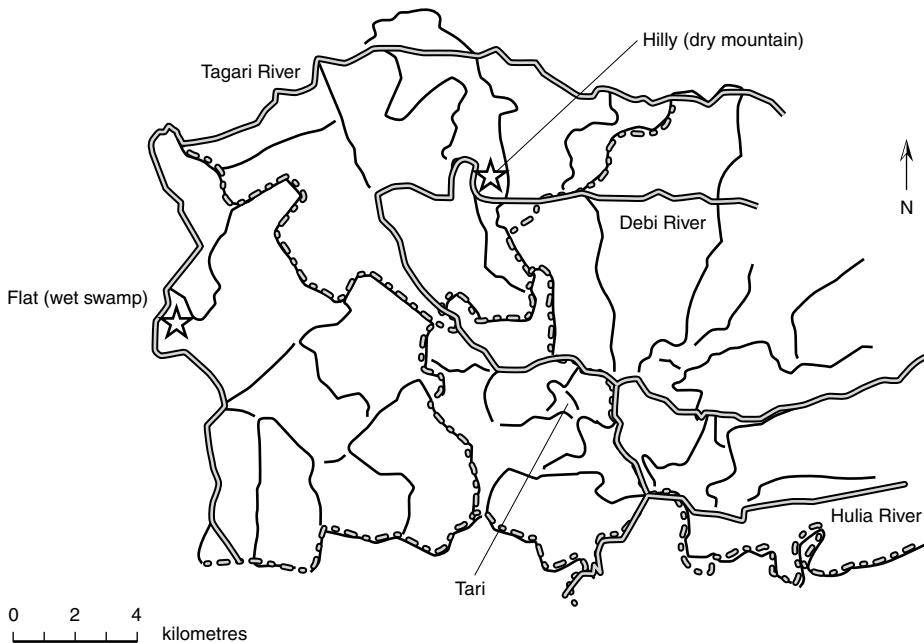 Hilly (dry mountain)
Tagari River
N
Debi River
Flat (wet swamp)
Hulia River
Tari
0 2 4
kilometres